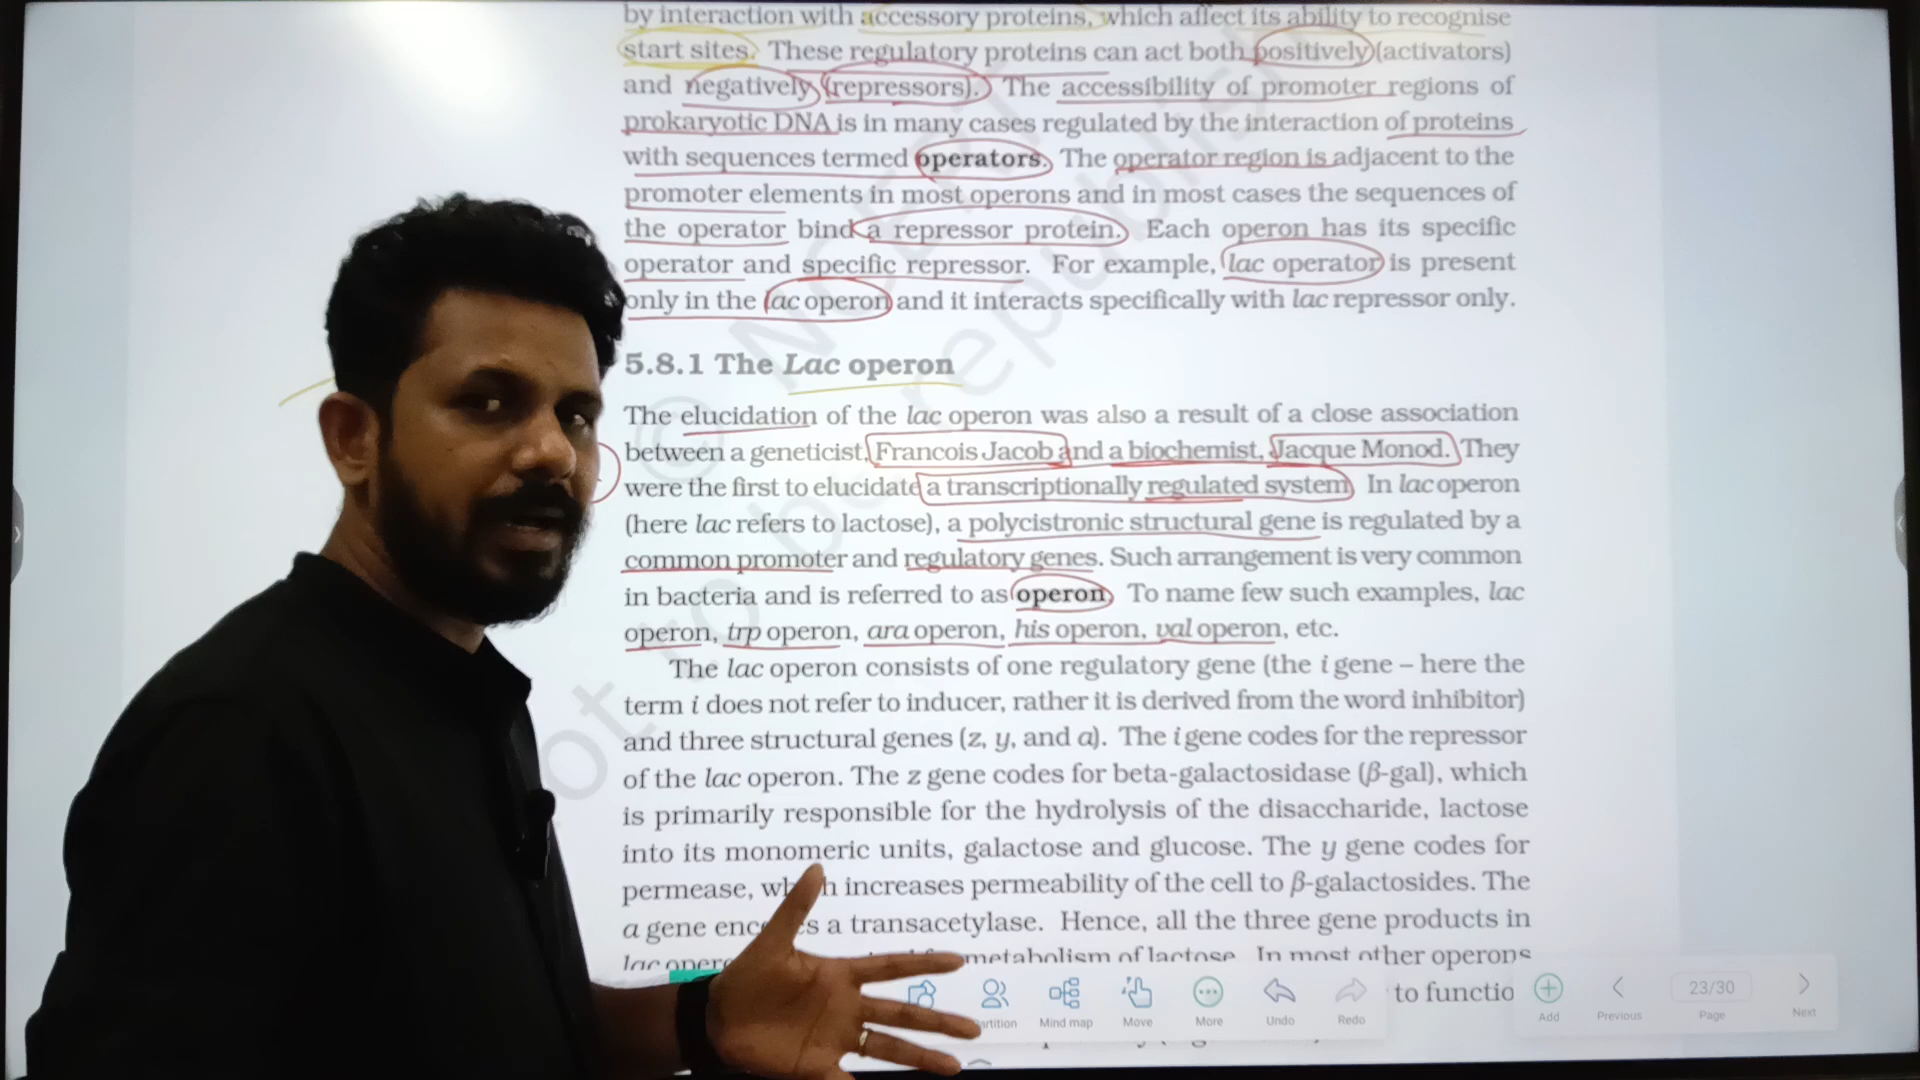 by interaction with accessory proteins, which affect its ability to recognise
start sites. These regulatory proteins can act both positively (activators)
and negatively (repressors). The accessibility of promoter regions of
prokaryotic DNA is in many cases regulated by the interaction of proteins
with sequences termed operators. The operator region is adjacent to the
promoter elements in most operons and in most cases the sequences of
the operator bind a repressor protein. Each operon has its specific
operator and specific repressor. For example, lac operator is present
only in the lac operon and it interacts specifically with lac repressor only.
5.8.1 The Lac operon
The elucidation of the lac operon was also a result of a close association
between a geneticist, Francois Jacob and a biochemist, Jacque Monod. They
were the first to elucidate a transcriptionally regulated system. In lac operon
(here lac refers to lactose), a polycistronic structural gene is regulated by a
common promoter and regulatory genes. Such arrangement is very common
in bacteria and is referred to as operon. To name few such examples, lac
operon, trp operon, ara operon, his operon, val operon, etc.
The lac operon consists of one regulatory gene (the i gene – here the
term i does not refer to inducer, rather it is derived from the word inhibitor)
and three structural genes (z, y, and a). The i gene codes for the repressor
of the lac operon. The z gene codes for beta-galactosidase (β-gal), which
is primarily responsible for the hydrolysis of the disaccharide, lactose
into its monomeric units, galactose and glucose. The y gene codes for
permease, which increases permeability of the cell to β-galactosides. The
a gene encodes a transacetylase. Hence, all the three gene products in
lac metabolism of lactose. In most other operons
to functio
Mind map Move More Undo Redo Add Previous 23/30 Page Next
© NCERT
not to be republish